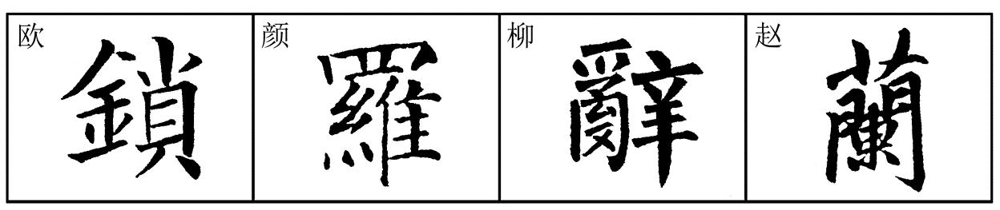 欧 鎖 颜 羅 柳 辭 赵 蘭